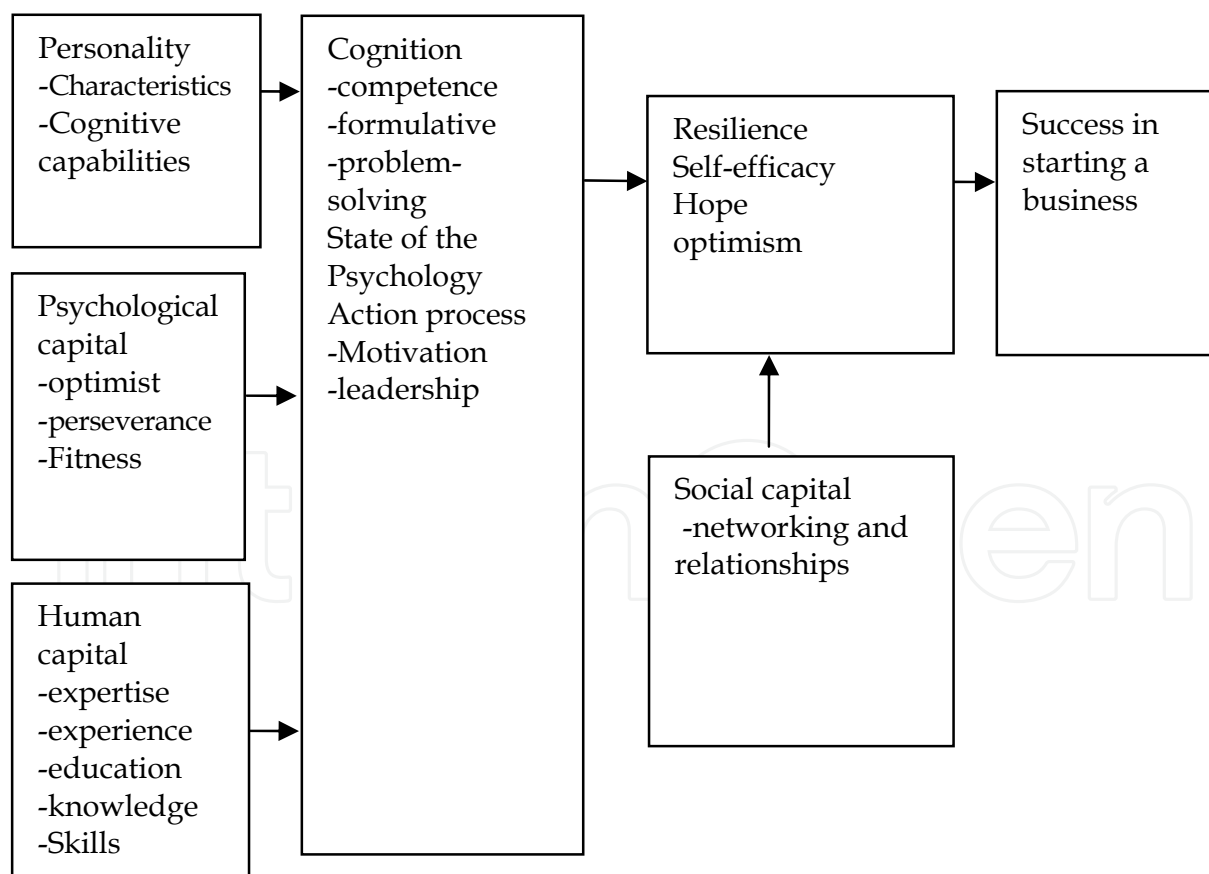 Personality
-Characteristics
-Cognitive
capabilities
Psychological
capital
-optimist
-perseverance
-Fitness
Human
capital
-expertise
-experience
-education
-knowledge
-Skills
Cognition
-competence
-formulative
-problem-
solving
State of the
Psychology
Action process
-Motivation
-leadership
Resilience
Self-efficacy
Hope
optimism
Social capital
-networking and
relationships
Success in
starting a
business